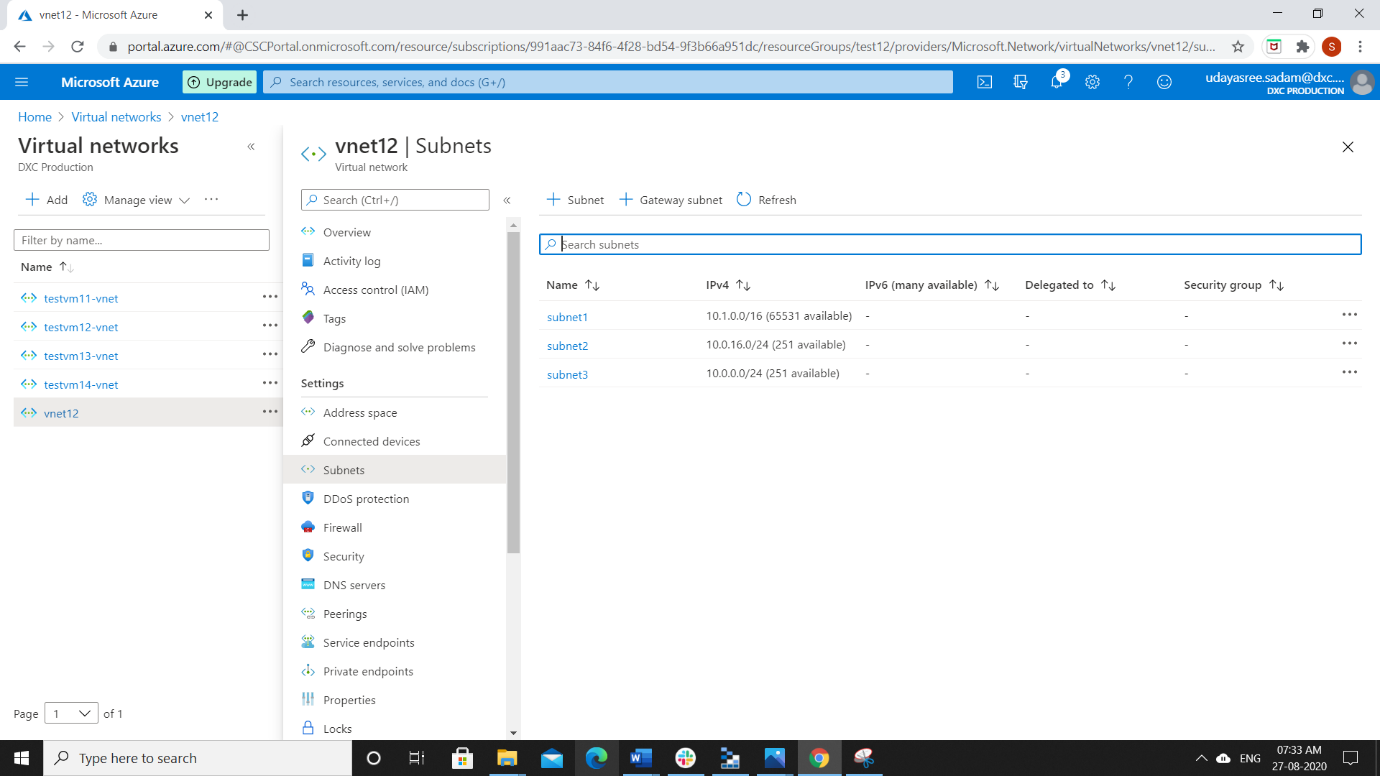 vnet12 - Microsoft Azure
portal.azure.com/#@CSCPortal.onmicrosoft.com/resource/subscriptions/991aac73-84f6-4f28-bd54-9f3b66a951dc/resourceGroups/test12/providers/Microsoft.Network/virtualNetworks/vnet12/su...
S
Microsoft Azure
Upgrade
Search resources, services, and docs (G+/)
3
udayasree.sadam@dxc....
DXC PRODUCTION
Home > Virtual networks > vnet12
Virtual networks
DXC Production
Add Manage view ...
Filter by name...
Name
testvm11-vnet
testvm12-vnet
testvm13-vnet
testvm14-vnet
vnet12
Page 1 of 1
vnet12 | Subnets
Virtual network
Search (Ctrl+/)
Overview
Activity log
Access control (IAM)
Tags
Diagnose and solve problems
Settings
Address space
Connected devices
Subnets
DDoS protection
Firewall
Security
DNS servers
Peerings
Service endpoints
Private endpoints
Properties
Locks
+ Subnet + Gateway subnet Refresh
Search subnets
Name IPv4 IPv6 (many available) Delegated to Security group
subnet1 10.1.0.0/16 (65531 available) - - -
subnet2 10.0.16.0/24 (251 available) - - -
subnet3 10.0.0.0/24 (251 available) - - -
Type here to search
ENG
07:33 AM
27-08-2020